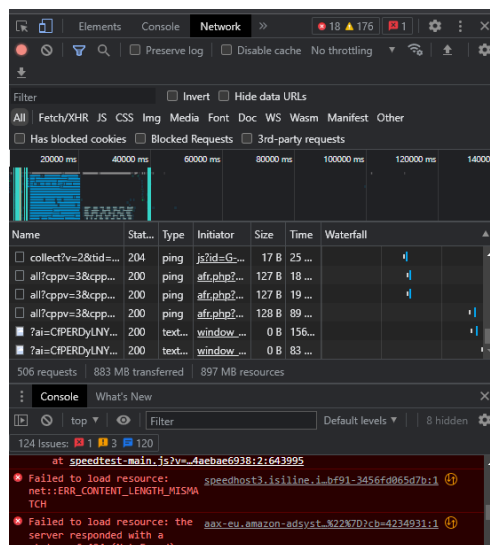 Elements Console Network » 18 176 1
Preserve log Disable cache No throttling
Filter Invert Hide data URLs
All Fetch/XHR JS CSS Img Media Font Doc WS Wasm Manifest Other
Has blocked cookies Blocked Requests 3rd-party requests
20000 ms 40000 ms 60000 ms 80000 ms 100000 ms 120000 ms 14000
Name Stat... Type Initiator Size Time Waterfall
collect?v=2&tid=... 204 ping js?id=G-... 17 B 25 ...
all?cppv=3&cpp... 200 ping afr.php?... 127 B 18 ...
all?cppv=3&cpp... 200 ping afr.php?... 127 B 19 ...
all?cppv=3&cpp... 200 ping afr.php?... 128 B 89 ...
?ai=CfPERDyLNY... 200 text... window_... 0 B 156...
?ai=CfPERDyLNY... 200 text... window_... 0 B 83 ...
506 requests 883 MB transferred 897 MB resources
Console What's New
top Filter Default levels 8 hidden
124 Issues: 1 3 120
at speedtest-main.js?v=…4aebae6938:2:643995
Failed to load resource: speedhost3.isiline.i…bf91-3456fd065d7b:1
net::ERR_CONTENT_LENGTH_MISMA
TCH
Failed to load resource: the aax-eu.amazon-adsyst…%22%7D?cb=4234931:1
server responded with a